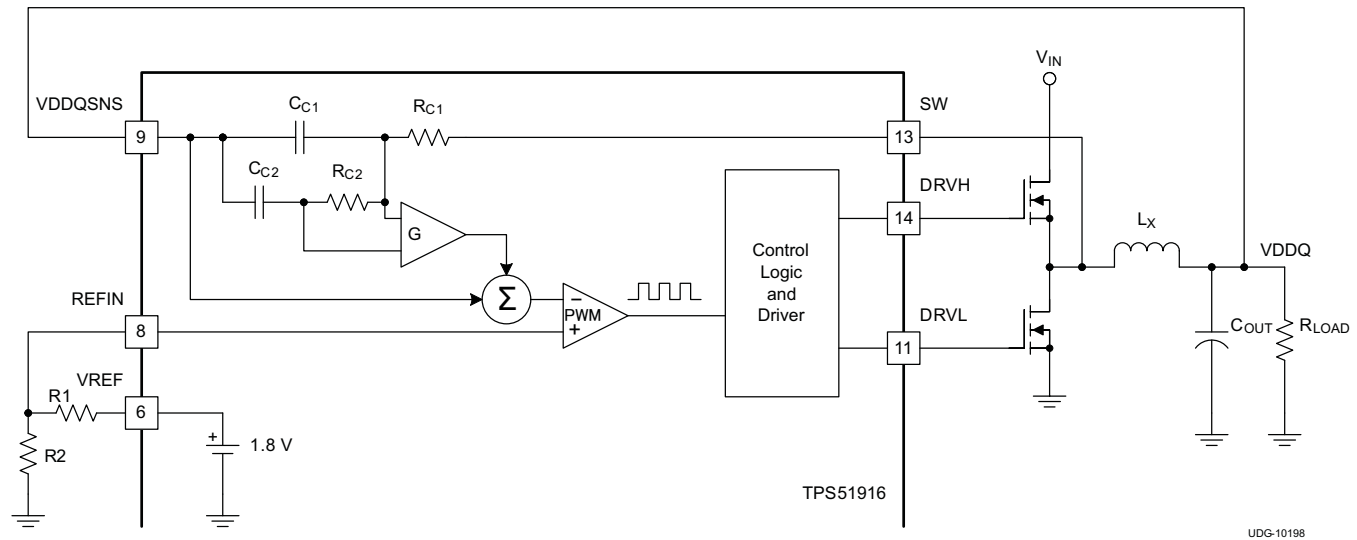 VIN
VDDQSNS
CC1
RC1
SW
9
13
CC2
RC2
DRVH
14
G
LX
VDDQ
Control
Logic
and
Driver
Σ
REFIN
−
PWM
+
DRVL
8
11
COUT
RLOAD
VREF
R1
6
+
1.8 V
R2
TPS51916
UDG-10198